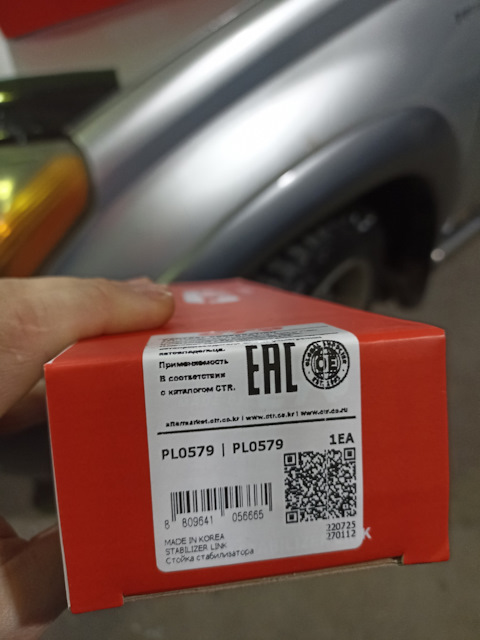 автовладельца.
Применяемость
В соответствии
с каталогом CTR.
EAC
aftermarket.ctr.co.kr | www.ctr.co.kr | www.ctr.co.ru
PL0579 | PL0579
1EA
8 809641 056665
MADE IN KOREA
STABILIZER LINK
Стойка стабилизатора
220725
270112